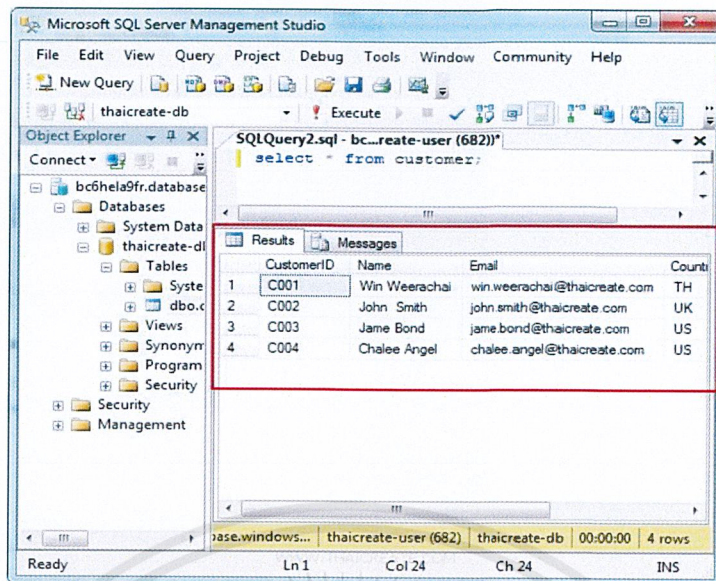 Microsoft SQL Server Management Studio
File Edit View Query Project Debug Tools Window Community Help
New Query
thaicreate-db Execute
Object Explorer
Connect
bc6hela9fr.database
Databases
System Data
thaicreate-d
Tables
Syste
dbo.c
Views
Synonym
Program
Security
Security
Management
SQLQuery2.sql - bc...reate-user (682))*
select * from customer;
Results Messages
CustomerID Name Email Countr
1 C001 Win Weerachai win.weerachai@thaicreate.com TH
2 C002 John Smith john.smith@thaicreate.com UK
3 C003 Jame Bond jame.bond@thaicreate.com US
4 C004 Chalee Angel chalee.angel@thaicreate.com US
base.windows... thaicreate-user (682) thaicreate-db 00:00:00 4 rows
Ready Ln 1 Col 24 Ch 24 INS